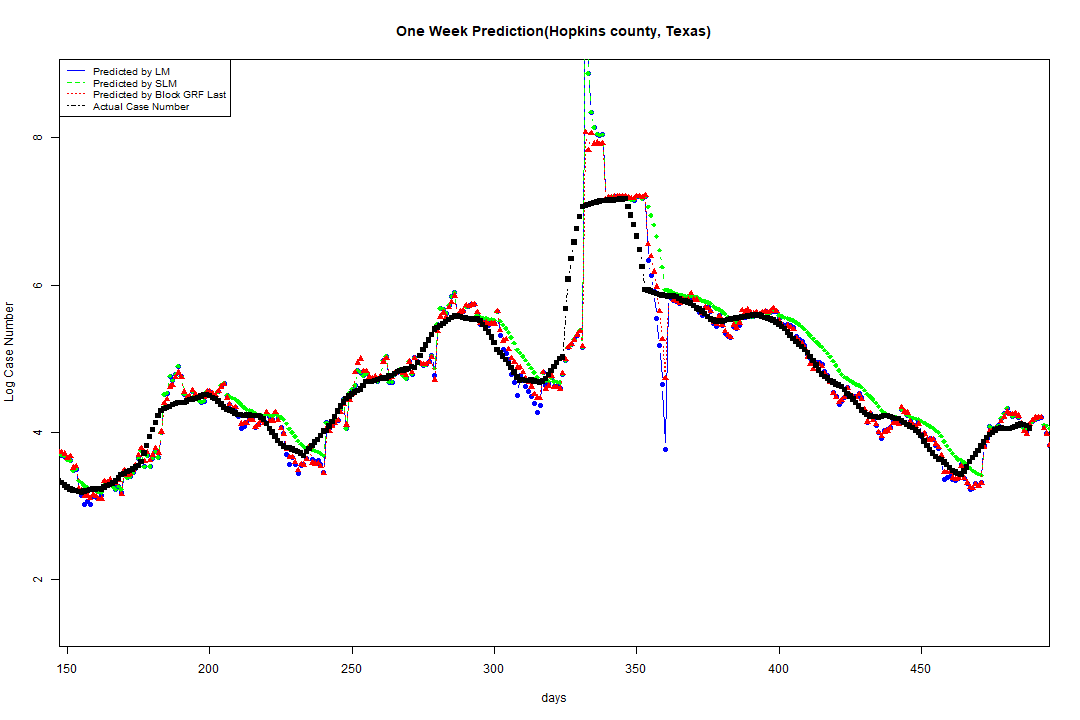 One Week Prediction(Hopkins county, Texas)
Predicted by LM
Predicted by SLM
Predicted by Block GRF Last
Actual Case Number
8
6
4
2
Log Case Number
150 200 250 300 350 400 450
days